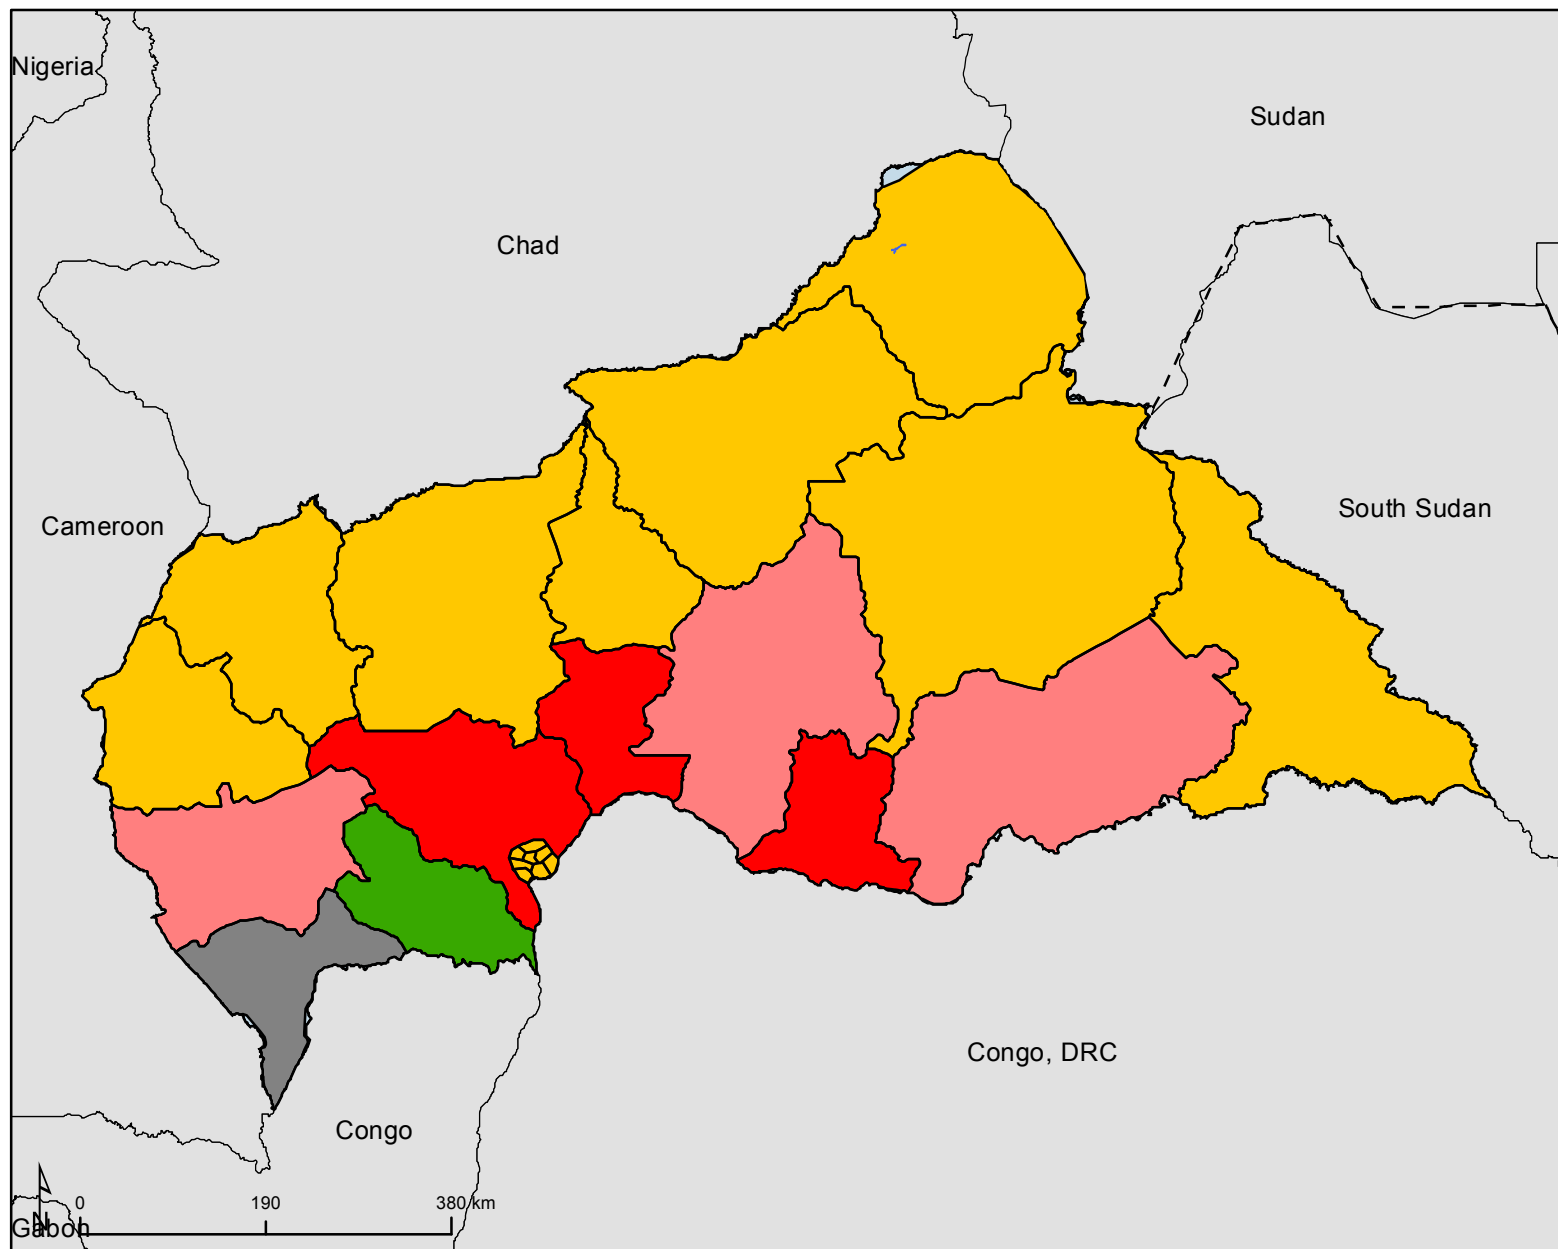 Nigeria
Sudan
Chad
South Sudan
Cameroon
Congo, DRC
Congo
0 190 380 km
N
Gabon